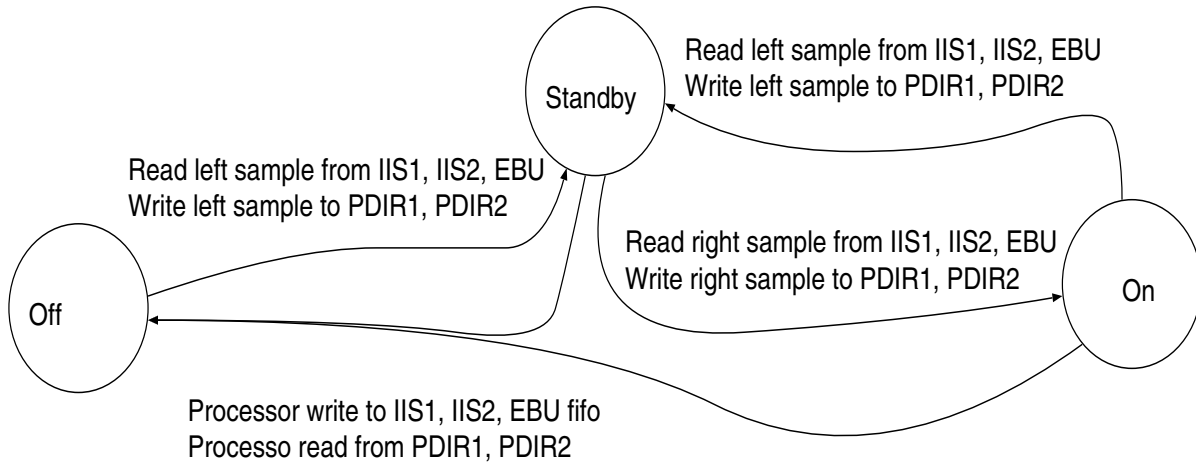 Read left sample from IIS1, IIS2, EBU
Write left sample to PDIR1, PDIR2
Standby
Read left sample from IIS1, IIS2, EBU
Write left sample to PDIR1, PDIR2
Read right sample from IIS1, IIS2, EBU
Write right sample to PDIR1, PDIR2
On
Off
Processor write to IIS1, IIS2, EBU fifo
Processo read from PDIR1, PDIR2